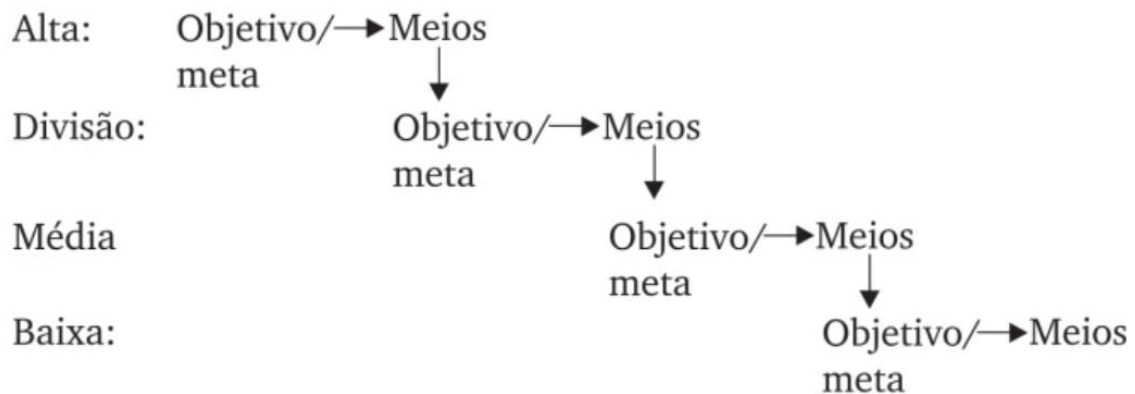 Alta: Objetivo/ Meios
meta
Divisão: Objetivo/ Meios
meta
Média Objetivo/ Meios
meta
Baixa: Objetivo/ Meios
meta